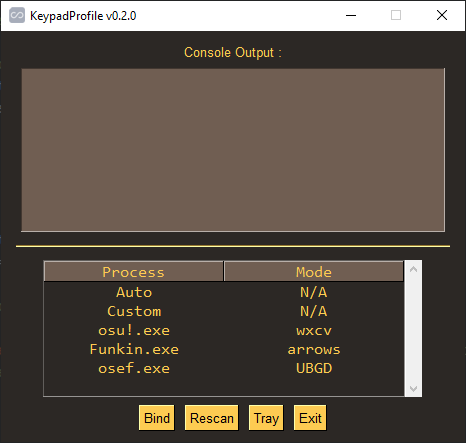 KeypadProfile v0.2.0
Console Output :
Process Mode
Auto N/A
Custom N/A
osu!.exe wxcv
Funkin.exe arrows
osef.exe UBGD
Bind Rescan Tray Exit